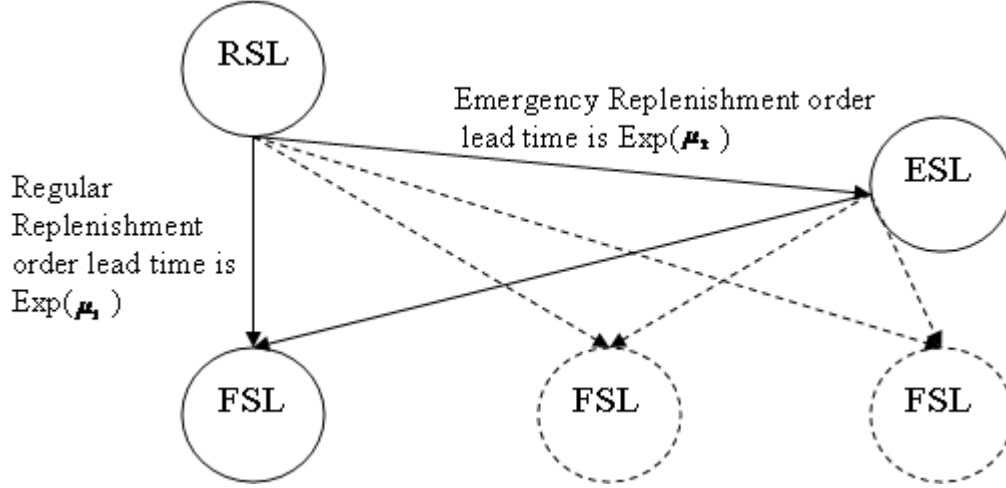 RSL
Emergency Replenishment order
lead time is Exp(μ₂ )
ESL
Regular
Replenishment
order lead time is
Exp(μ₁ )
FSL
FSL
FSL